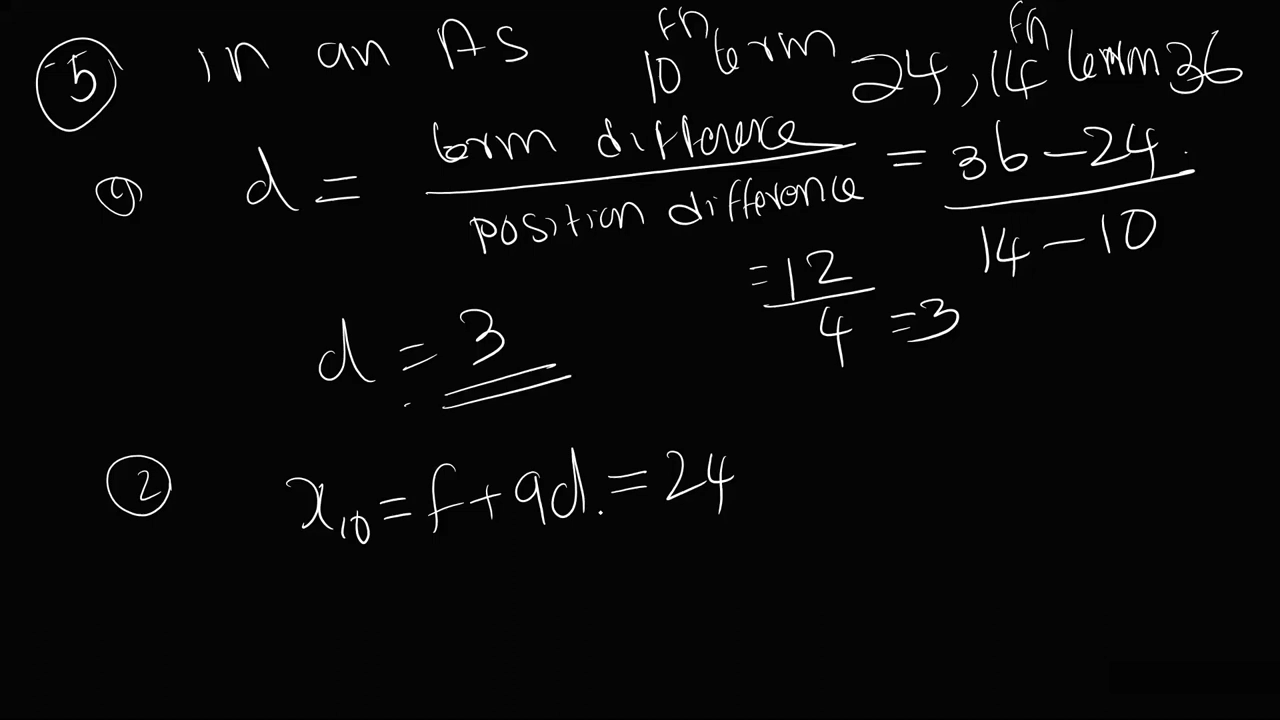 5 in an AS 10th term 24, 14th term 36
d = term difference / position difference = 36 - 24 / 14 - 10
= 12 / 4 = 3
d = 3
2 x10 = f + 9d = 24